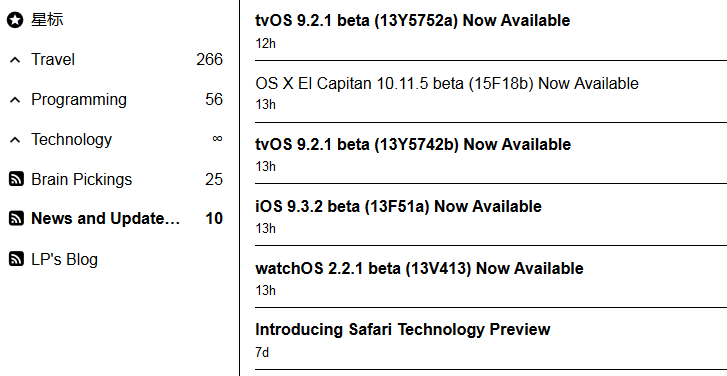 星标
Travel 266
Programming 56
Technology ∞
Brain Pickings 25
News and Update… 10
LP's Blog
tvOS 9.2.1 beta (13Y5752a) Now Available
12h
OS X El Capitan 10.11.5 beta (15F18b) Now Available
13h
tvOS 9.2.1 beta (13Y5742b) Now Available
13h
iOS 9.3.2 beta (13F51a) Now Available
13h
watchOS 2.2.1 beta (13V413) Now Available
13h
Introducing Safari Technology Preview
7d